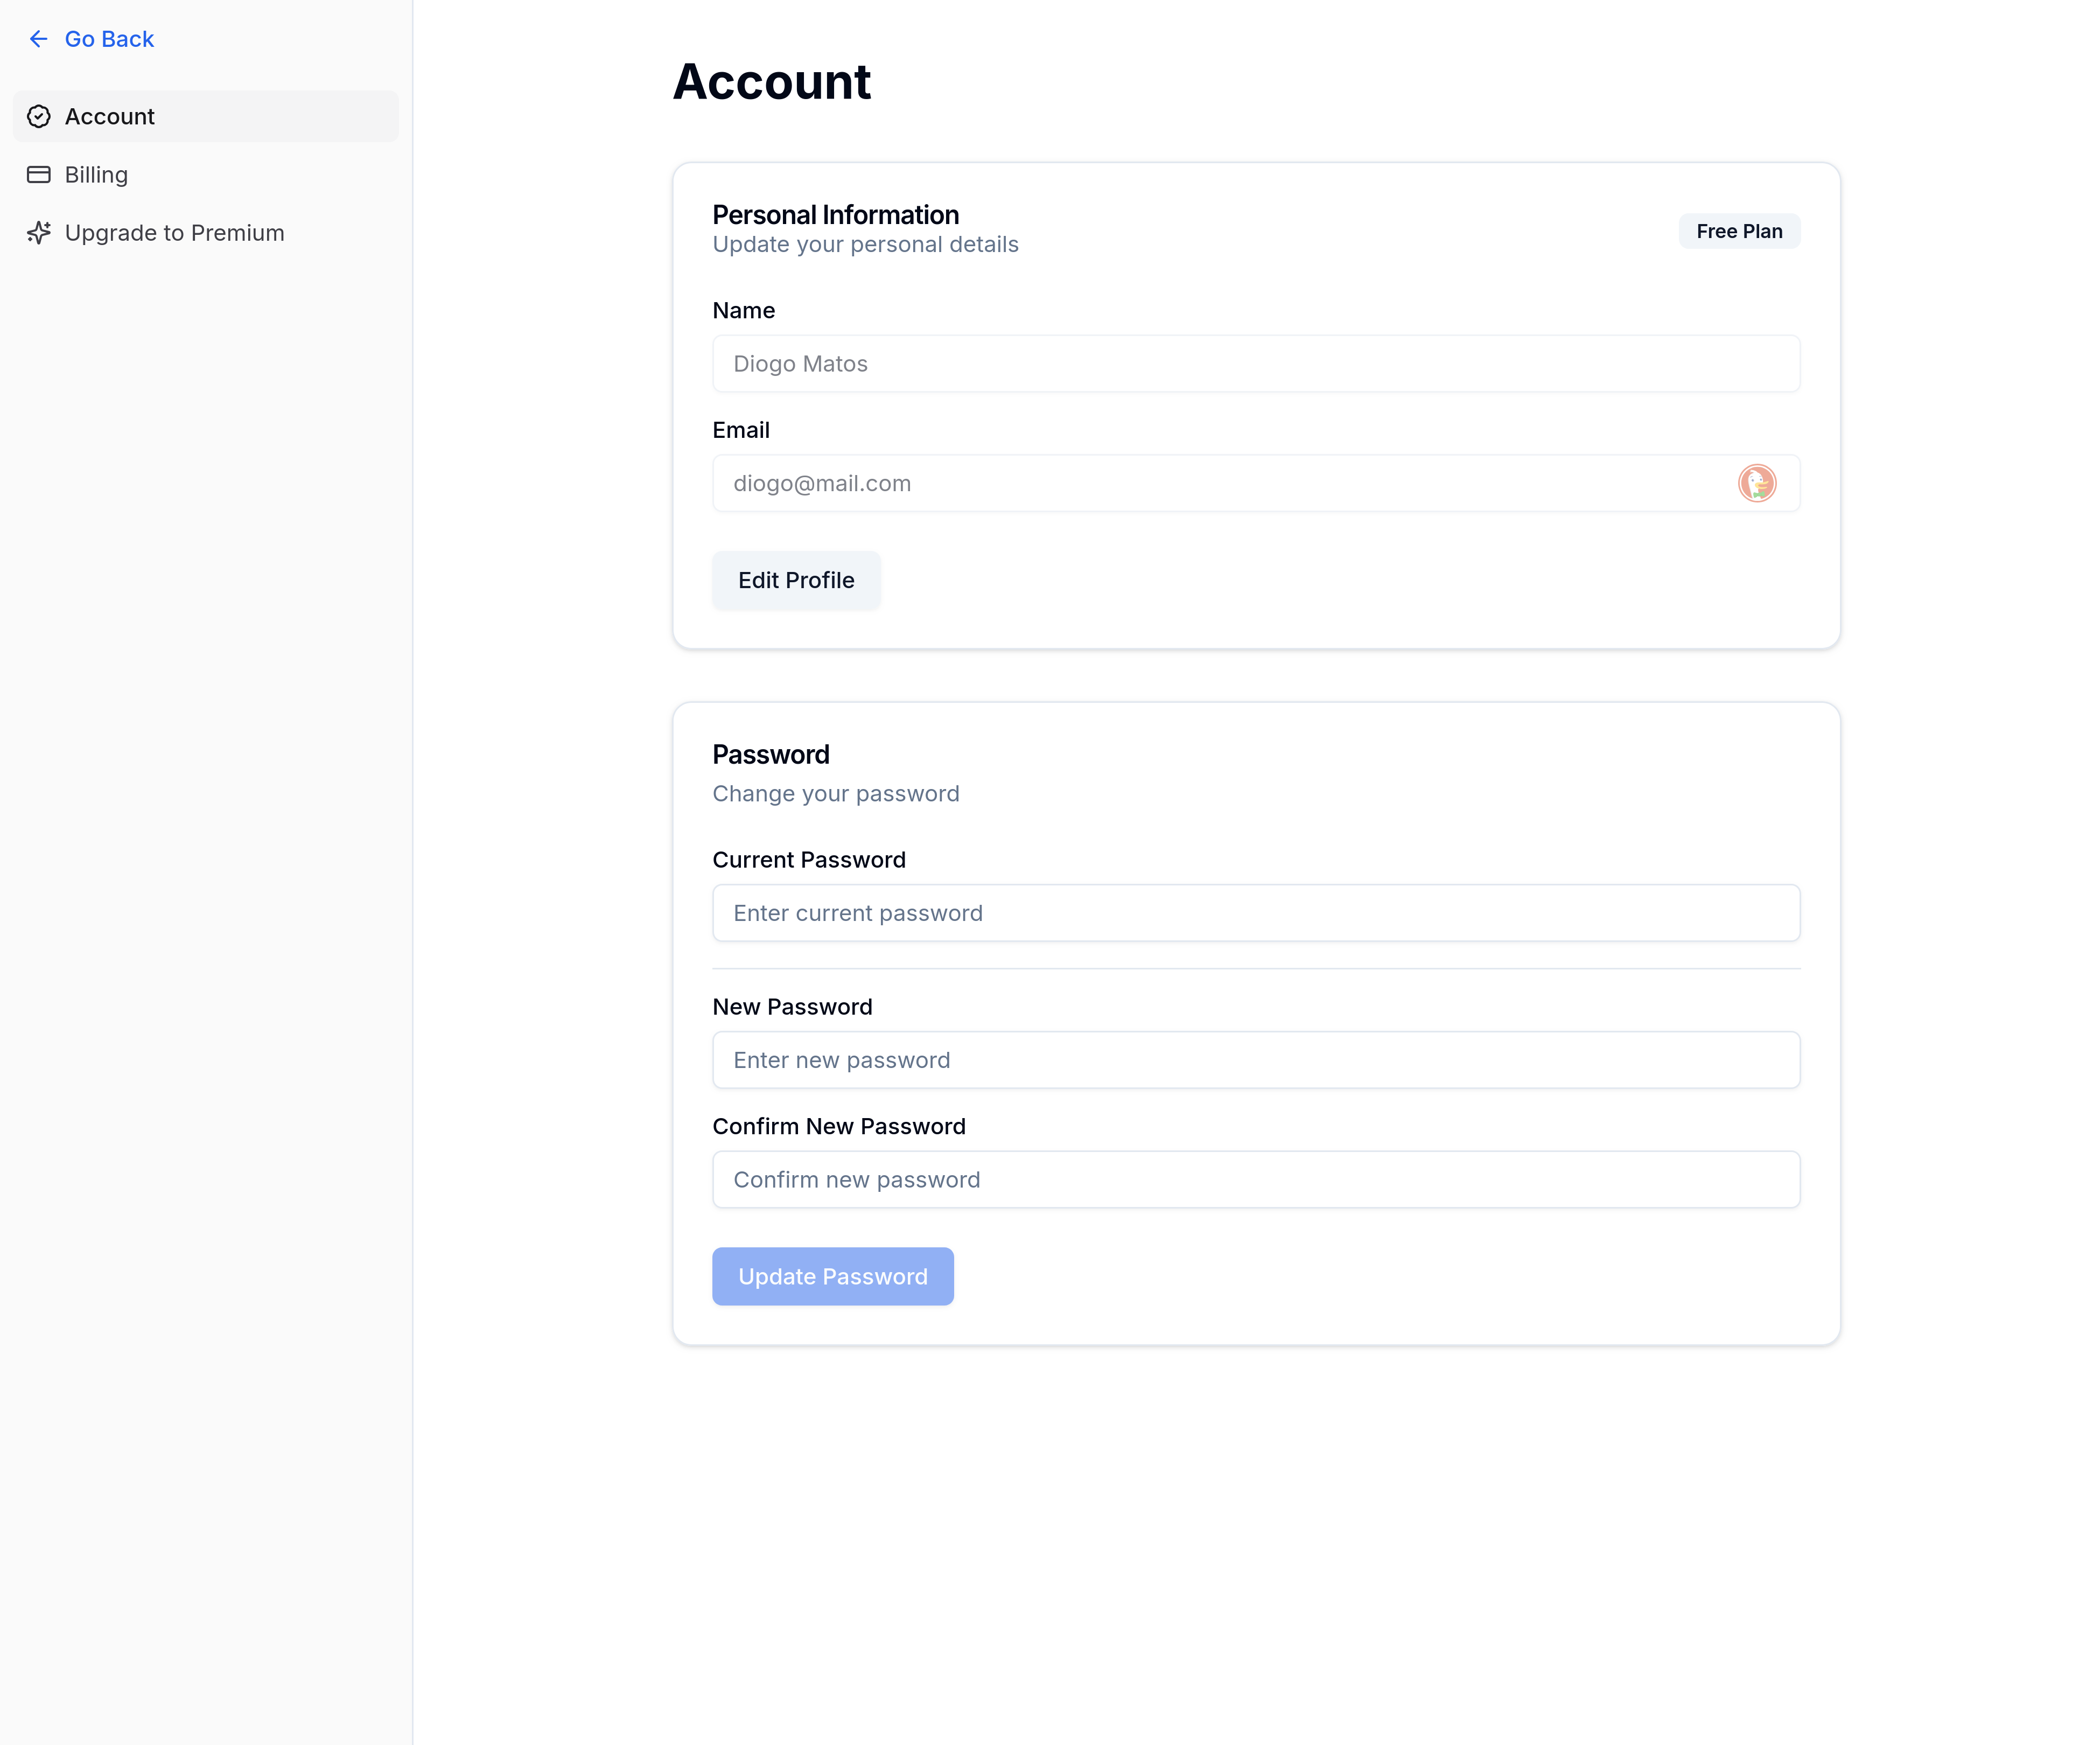 Go Back
Account
Billing
Upgrade to Premium
Account
Personal Information
Update your personal details
Free Plan
Name
Diogo Matos
Email
diogo@mail.com
Edit Profile
Password
Change your password
Current Password
Enter current password
New Password
Enter new password
Confirm New Password
Confirm new password
Update Password